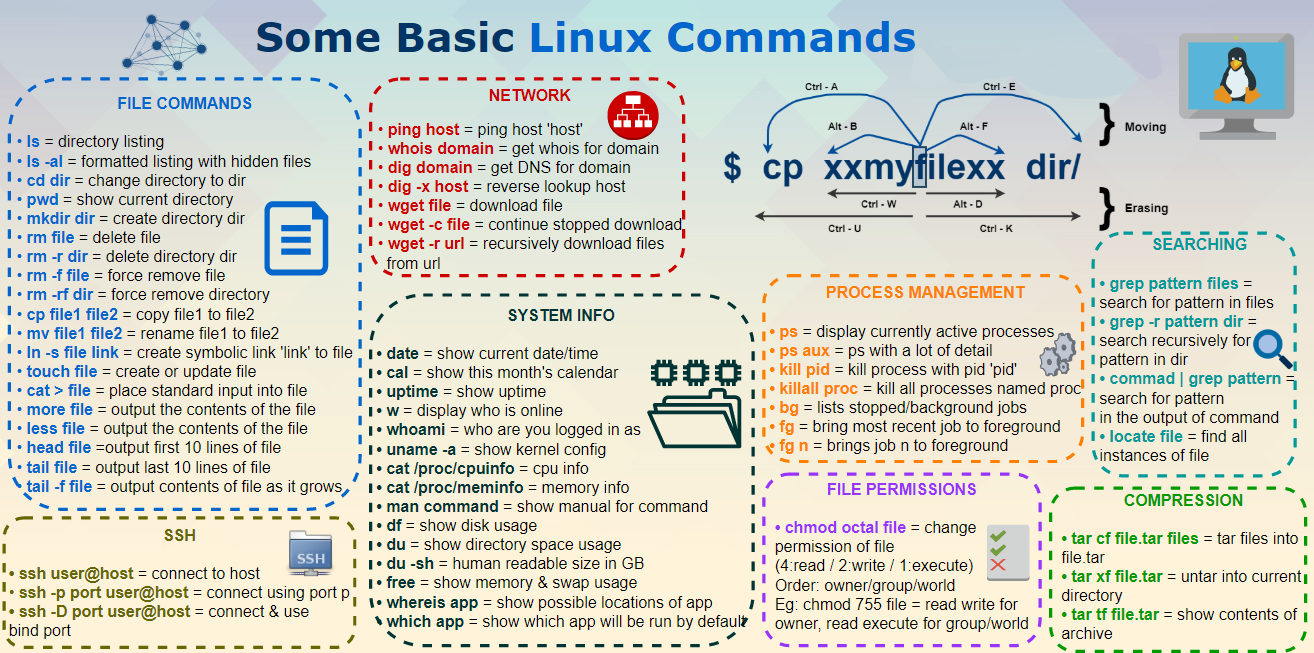 Some Basic Linux Commands
FILE COMMANDS
• ls = directory listing
• ls -al = formatted listing with hidden files
• cd dir = change directory to dir
• pwd = show current directory
• mkdir dir = create directory dir
• rm file = delete file
• rm -r dir = delete directory dir
• rm -f file = force remove file
• rm -rf dir = force remove directory
• cp file1 file2 = copy file1 to file2
• mv file1 file2 = rename file1 to file2
• ln -s file link = create symbolic link 'link' to file
• touch file = create or update file
• cat > file = place standard input into file
• more file = output the contents of the file
• less file = output the contents of the file
• head file =output first 10 lines of file
• tail file = output last 10 lines of file
• tail -f file = output contents of file as it grows
SSH
SSH
• ssh user@host = connect to host
• ssh -p port user@host = connect using port p
• ssh -D port user@host = connect & use
bind port
NETWORK
• ping host = ping host 'host'
• whois domain = get whois for domain
• dig domain = get DNS for domain
• dig -x host = reverse lookup host
• wget file = download file
• wget -c file = continue stopped download
• wget -r url = recursively download files
from url
SYSTEM INFO
• date = show current date/time
• cal = show this month's calendar
• uptime = show uptime
• w = display who is online
• whoami = who are you logged in as
• uname -a = show kernel config
• cat /proc/cpuinfo = cpu info
• cat /proc/meminfo = memory info
• man command = show manual for command
• df = show disk usage
• du = show directory space usage
• du -sh = human readable size in GB
• free = show memory & swap usage
• whereis app = show possible locations of app
• which app = show which app will be run by default
Ctrl - A
Ctrl - E
Alt - B
Alt - F
Moving
$ cp xxmyfilexx dir/
Ctrl - W
Alt - D
Erasing
Ctrl - U
Ctrl - K
PROCESS MANAGEMENT
• ps = display currently active processes
• ps aux = ps with a lot of detail
• kill pid = kill process with pid 'pid'
• killall proc = kill all processes named proc
• bg = lists stopped/background jobs
• fg = bring most recent job to foreground
• fg n = brings job n to foreground
FILE PERMISSIONS
• chmod octal file = change
permission of file
(4:read / 2:write / 1:execute)
Order: owner/group/world
Eg: chmod 755 file = read write for
owner, read execute for group/world
SEARCHING
• grep pattern files =
search for pattern in files
• grep -r pattern dir =
search recursively for
pattern in dir
• commad | grep pattern =
search for pattern
in the output of command
• locate file = find all
instances of file
COMPRESSION
• tar cf file.tar files = tar files into
file.tar
• tar xf file.tar = untar into current
directory
• tar tf file.tar = show contents of
archive